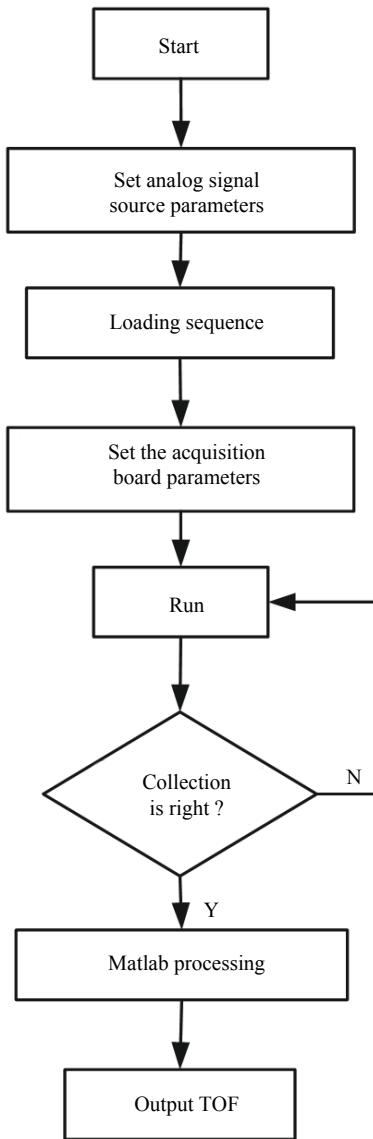 Start
Set analog signal
source parameters
Loading sequence
Set the acquisition
board parameters
Run
Collection
is right ?
N
Y
Matlab processing
Output TOF